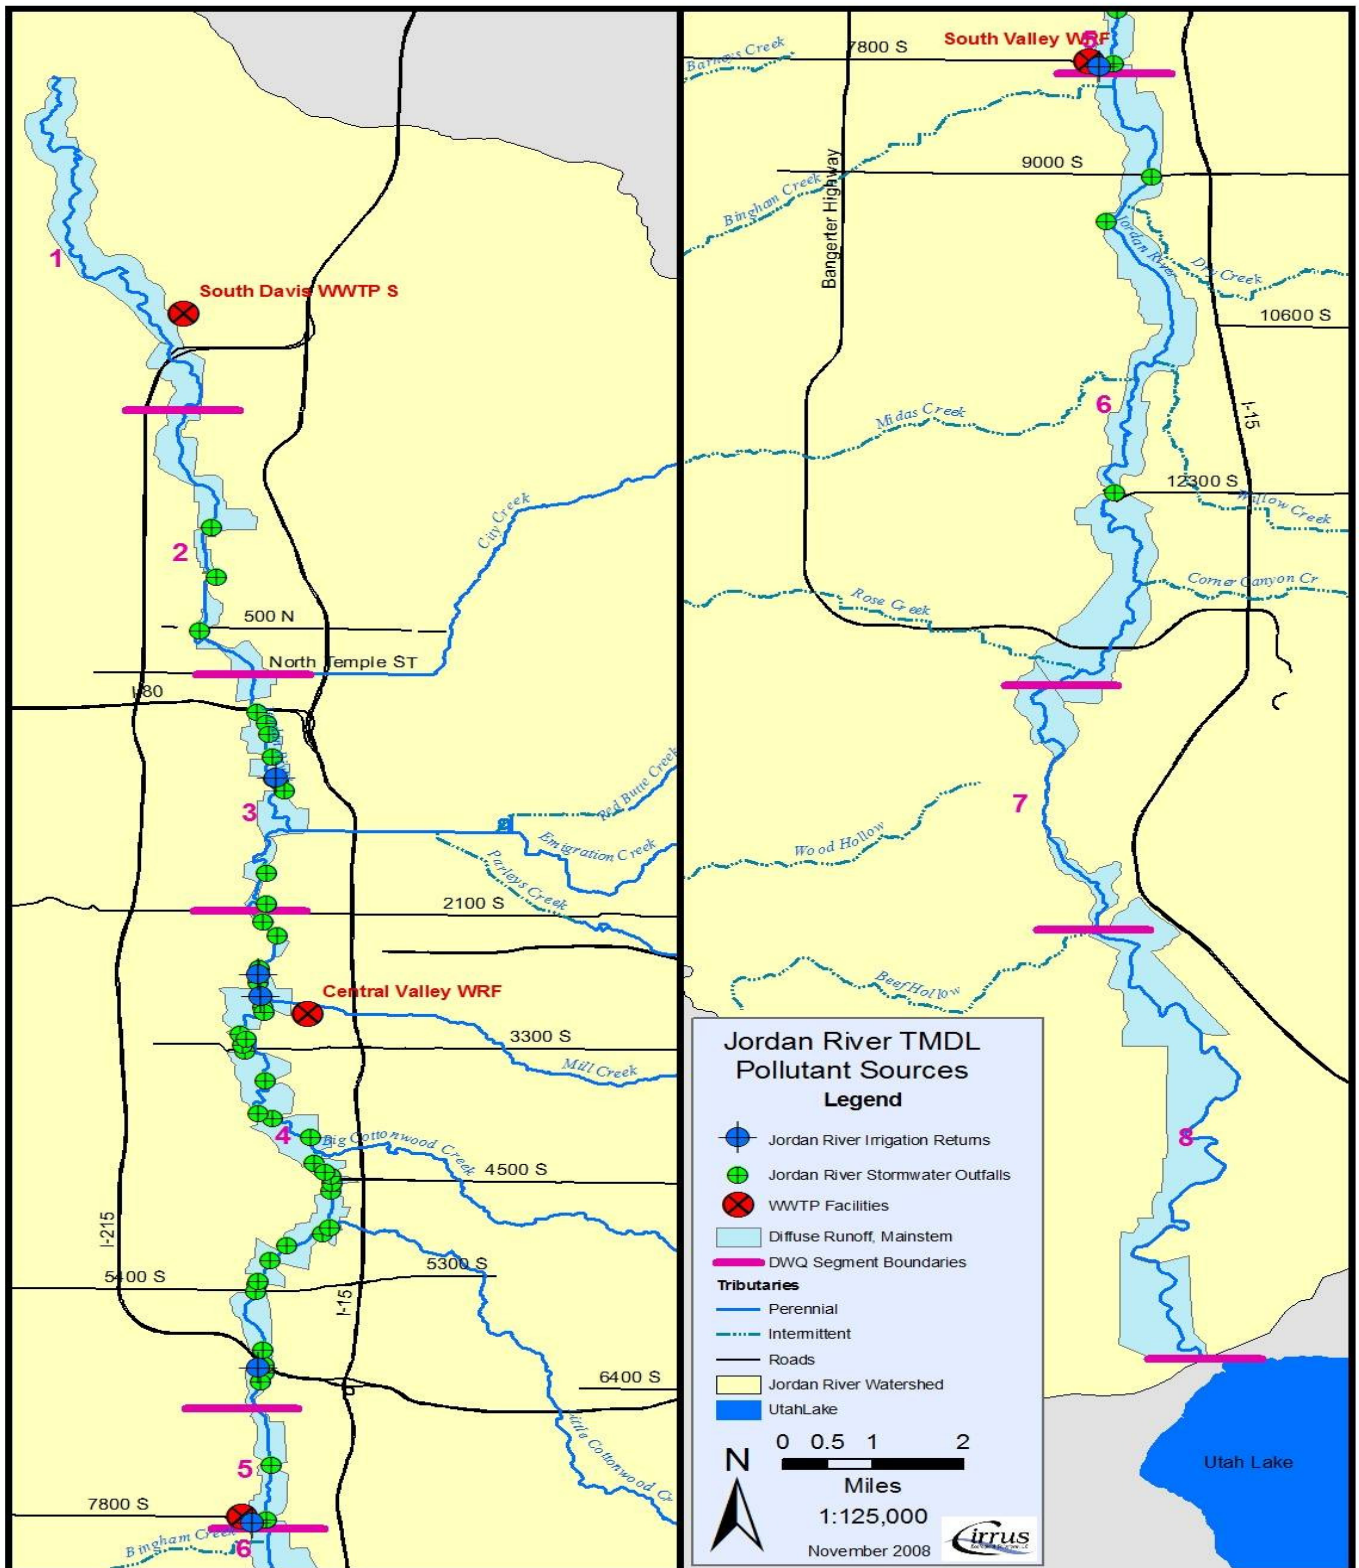 1
South Davis WWTP S
2
City Creek
500 N
North Temple ST
I-80
3
Red Butte Creek
Emigration Creek
Parleys Creek
2100 S
Central Valley WRF
3300 S
Mill Creek
4
Big Cottonwood Creek
4500 S
I-215
5400 S
5300 S
I-15
6400 S
Little Cottonwood Cr
5
7800 S
Bingham Creek
6
South Valley WRF
5
7800 S
Barneys Creek
9000 S
Bingham Creek
Bangerter Highway
Jordan River
Dry Creek
10600 S
6
Midas Creek
I-15
12300 S
Willow Creek
Corner Canyon Cr
Rose Creek
7
Wood Hollow
Beef Hollow
8
Utah Lake
Jordan River TMDL
Pollutant Sources
Legend
Jordan River Irrigation Returns
Jordan River Stormwater Outfalls
WWTP Facilities
Diffuse Runoff, Mainstem
DWQ Segment Boundaries
Tributaries
Perennial
Intermittent
Roads
Jordan River Watershed
UtahLake
N
0 0.5 1 2
Miles
1:125,000
November 2008
Cirrus